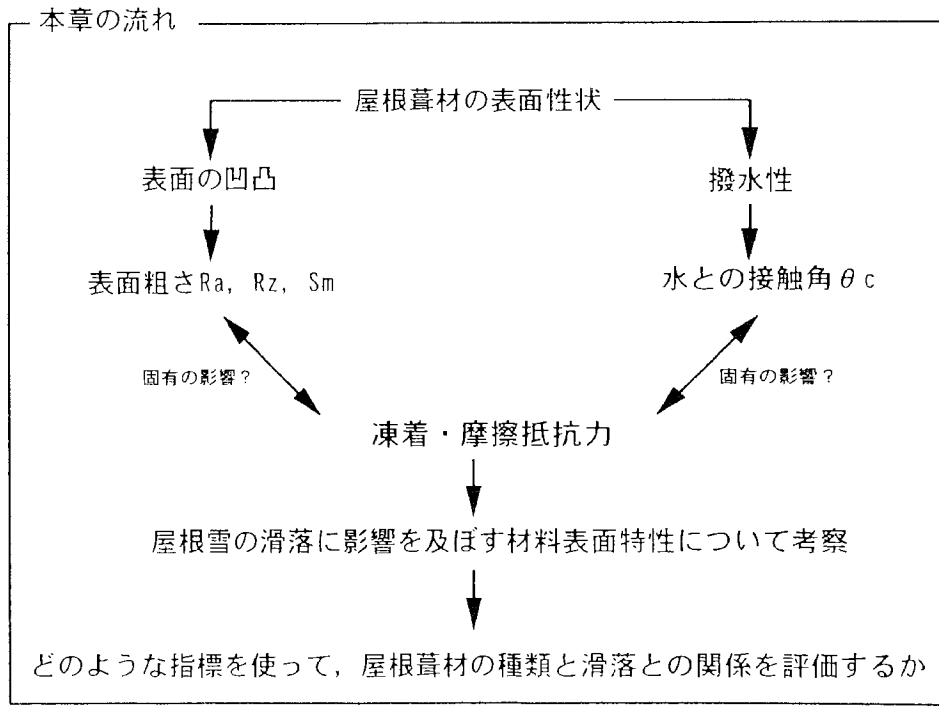 本章の流れ
屋根葺材の表面性状
表面の凹凸
撥水性
表面粗さRa, Rz, Sm
水との接触角θc
固有の影響?
固有の影響?
凍着・摩擦抵抗力
屋根雪の滑落に影響を及ぼす材料表面特性について考察
どのような指標を使って,屋根葺材の種類と滑落との関係を評価するか